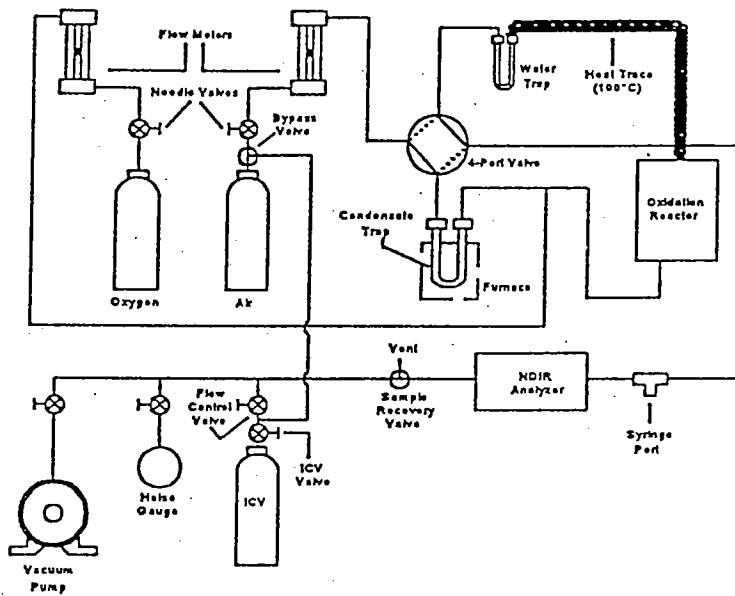 Flow Meters
Needle Valves
Bypass
Valve
Oxygen
Air
Water
Trap
Heat Trace
(100°C)
4-Port Valve
Condensate
Trap
Furnace
Oxidation
Reactor
Vent
Sample
Recovery
Valve
NDIR
Analyzer
Syringe
Port
Flow
Control
Valve
ICV
Valve
ICV
Heise
Gauge
Vacuum
Pump